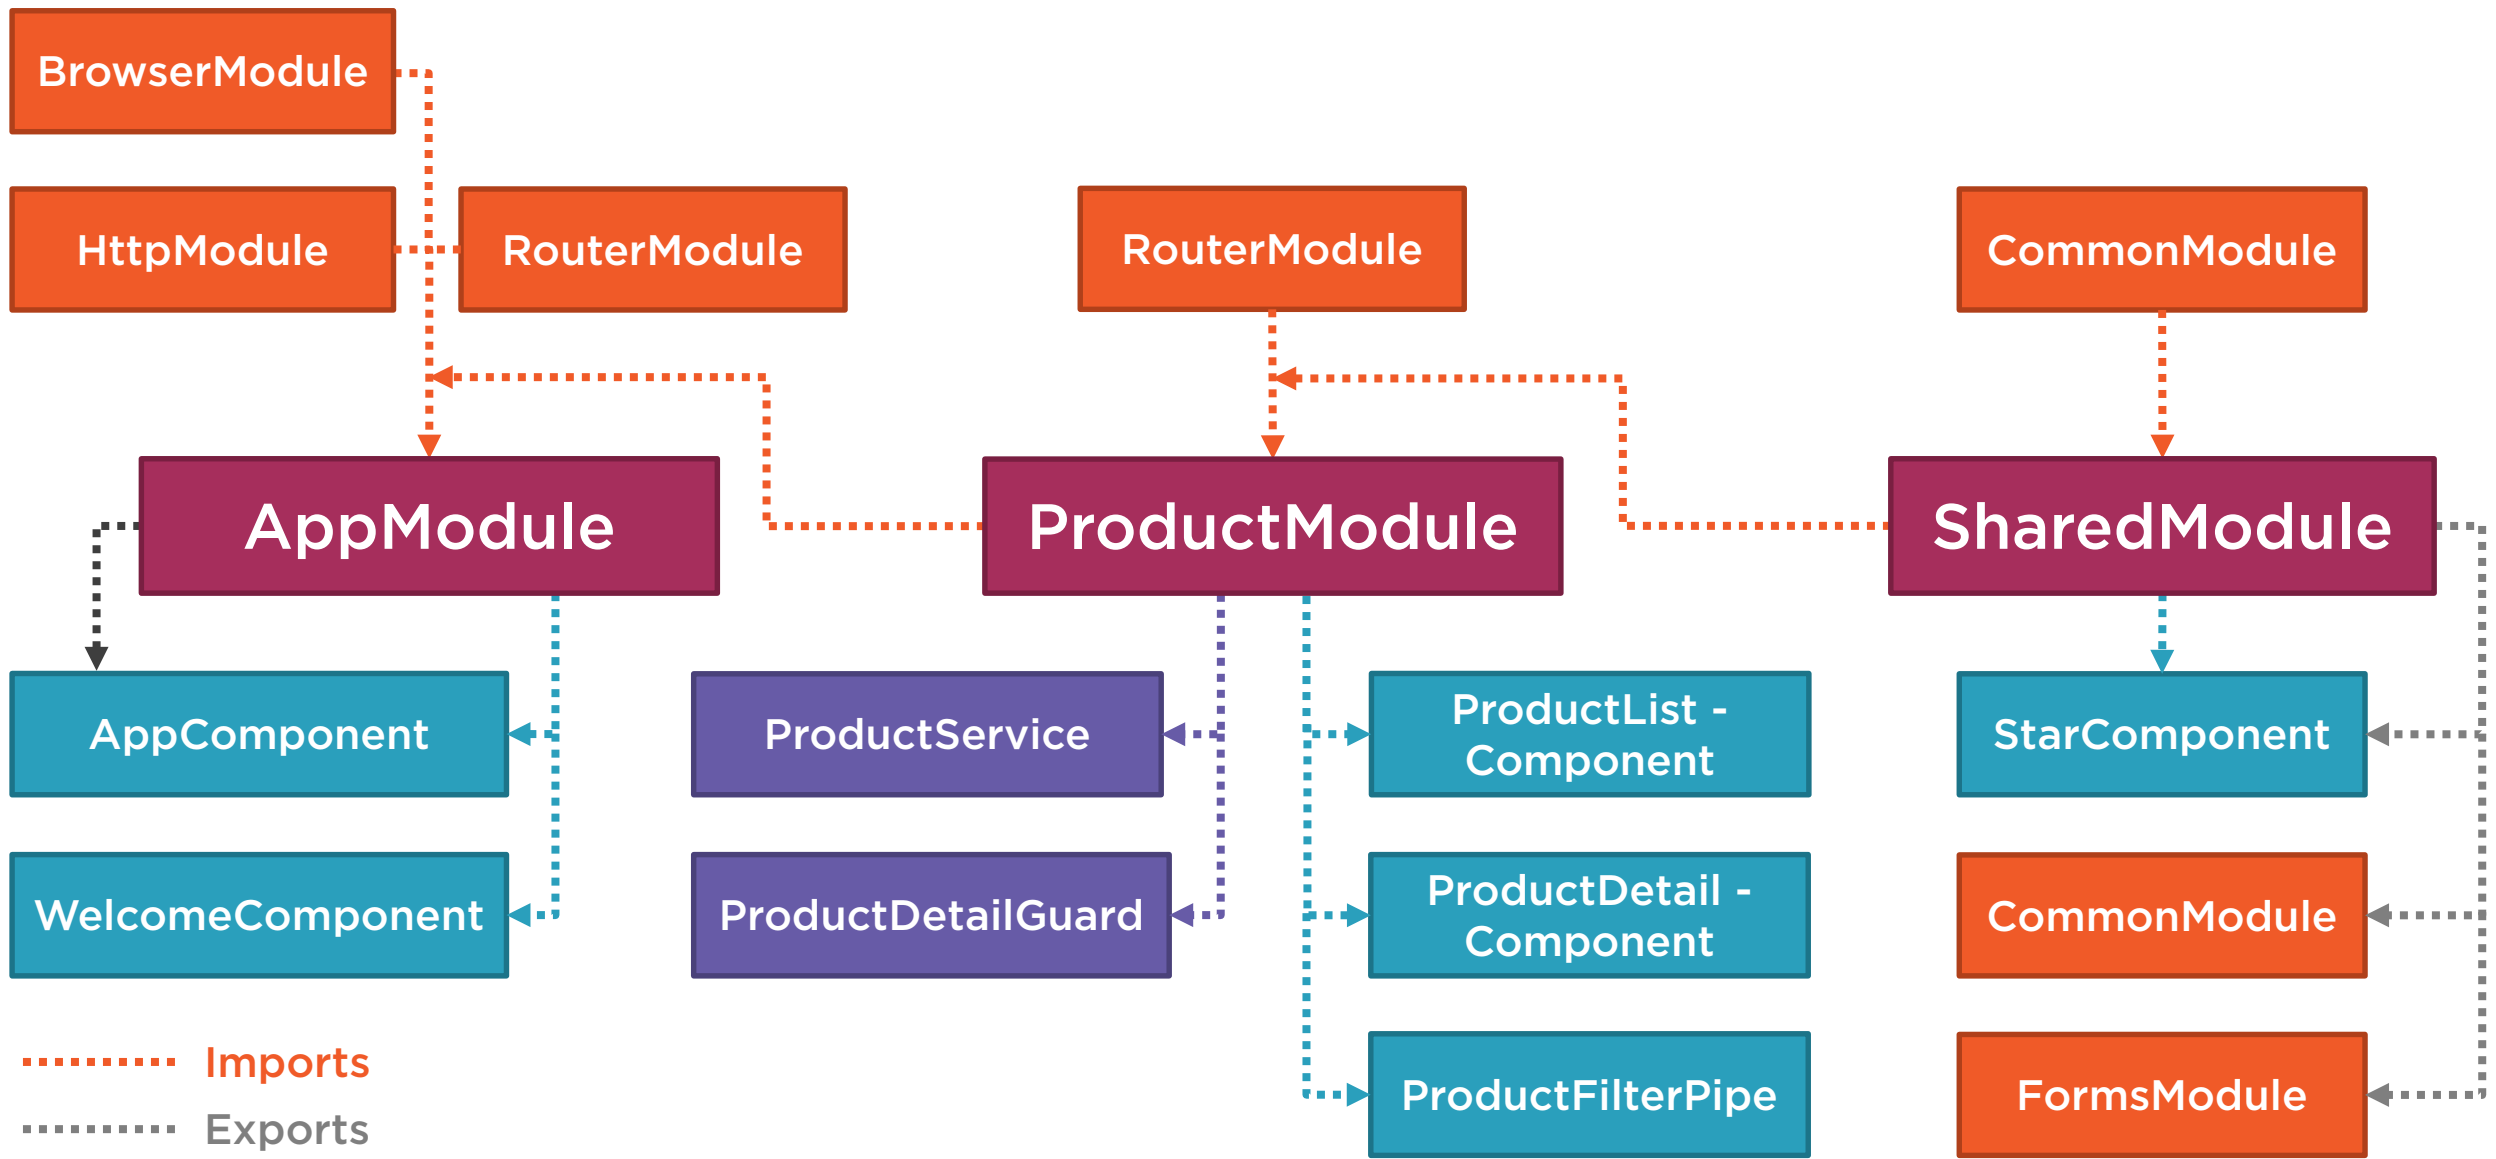 BrowserModule
HttpModule
RouterModule
RouterModule
CommonModule
AppModule
ProductModule
SharedModule
AppComponent
ProductService
ProductList -
Component
StarComponent
WelcomeComponent
ProductDetailGuard
ProductDetail -
Component
CommonModule
Imports
Exports
ProductFilterPipe
FormsModule